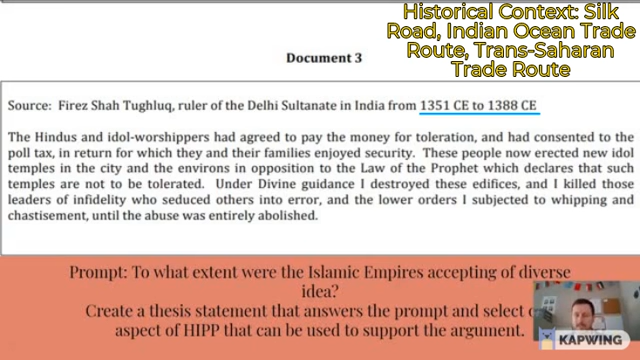 Historical Context: Silk
Road, Indian Ocean Trade
Route, Trans-Saharan
Trade Route
Document 3
Source: Firez Shah Tughluq, ruler of the Delhi Sultanate in India from 1351 CE to 1388 CE
The Hindus and idol-worshippers had agreed to pay the money for toleration, and had consented to the
poll tax, in return for which they and their families enjoyed security. These people now erected new idol
temples in the city and the environs in opposition to the Law of the Prophet which declares that such
temples are not to be tolerated. Under Divine guidance I destroyed these edifices, and I killed those
leaders of infidelity who seduced others into error, and the lower orders I subjected to whipping and
chastisement, until the abuse was entirely abolished.
Prompt: To what extent were the Islamic Empires accepting of diverse
idea?
Create a thesis statement that answers the prompt and select
aspect of HIPP that can be used to support the argument.
KAPWING